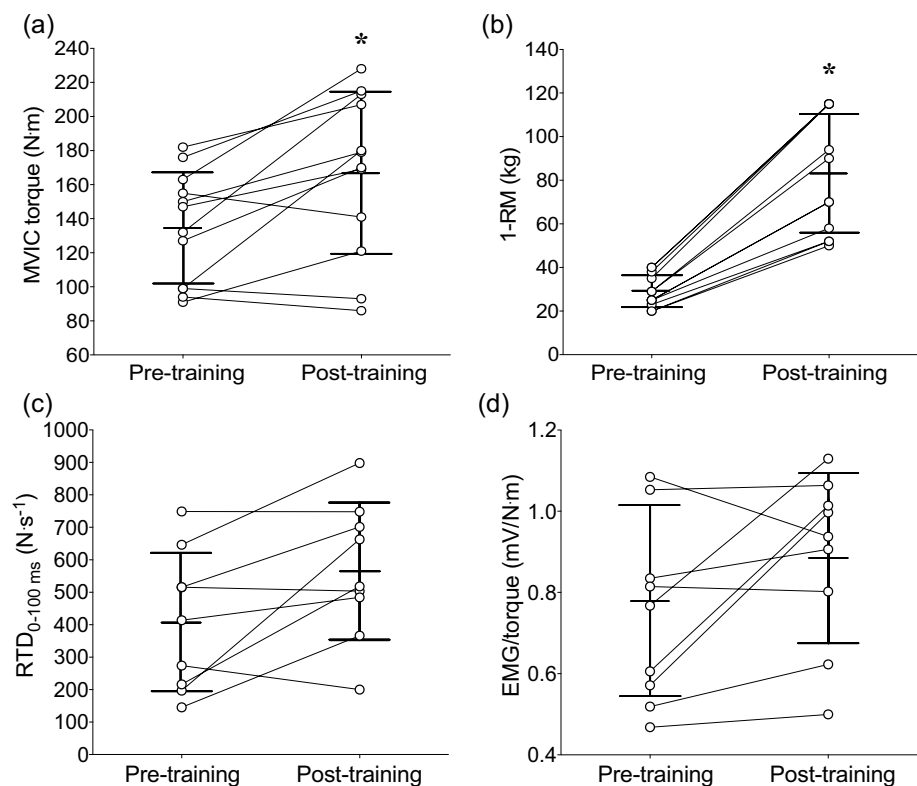 (a)
*
MVIC torque (N·m)
240
220
200
180
160
140
120
100
80
60
Pre-training
Post-training
(b)
*
1-RM (kg)
140
120
100
80
60
40
20
0
Pre-training
Post-training
(c)
RTD0-100 ms (N·s-1)
1000
900
800
700
600
500
400
300
200
100
0
Pre-training
Post-training
(d)
EMG/torque (mV/N·m)
1.2
1.0
0.8
0.6
0.4
Pre-training
Post-training